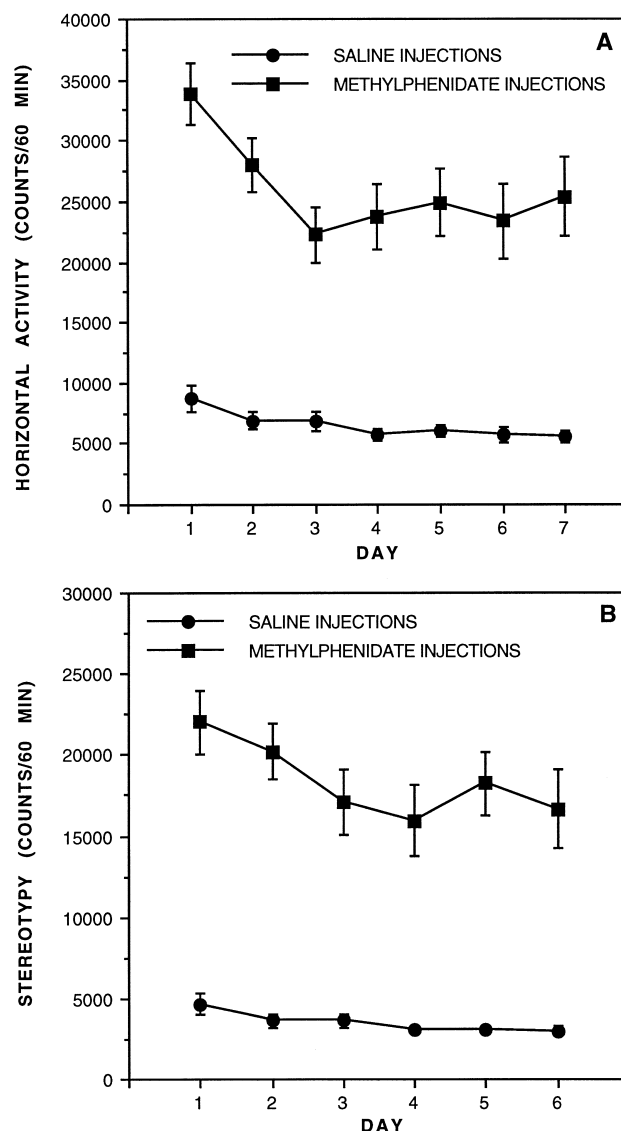 A
SALINE INJECTIONS
METHYLPHENIDATE INJECTIONS
HORIZONTAL ACTIVITY (COUNTS/60 MIN)
40000
35000
30000
25000
20000
15000
10000
5000
0
1 2 3 4 5 6 7
DAY
B
SALINE INJECTIONS
METHYLPHENIDATE INJECTIONS
STEREOTYPY (COUNTS/60 MIN)
30000
25000
20000
15000
10000
5000
0
1 2 3 4 5 6
DAY